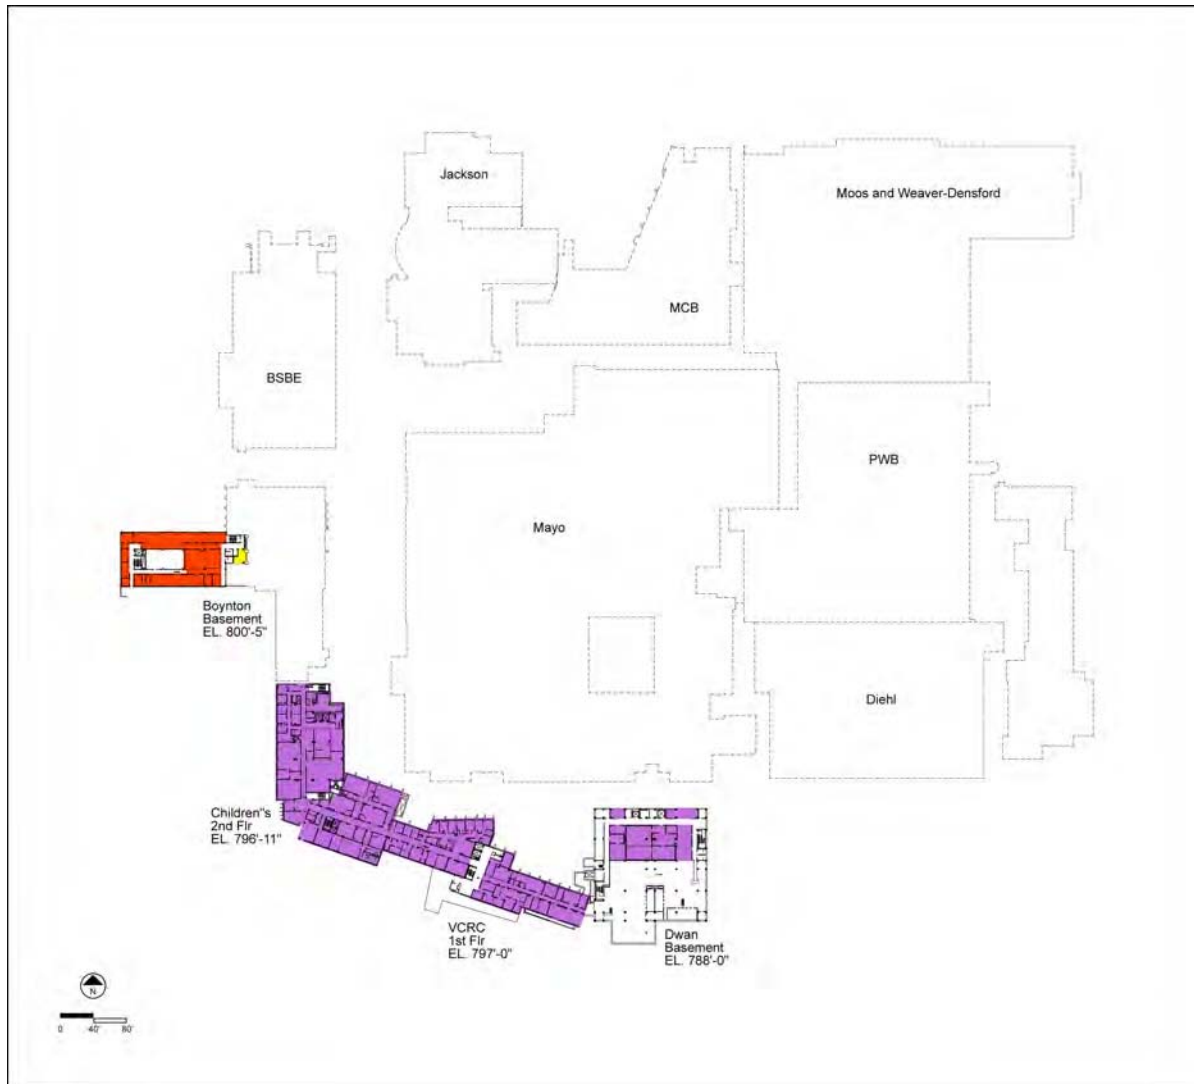 Jackson
Moos and Weaver-Densford
MCB
BSBE
PWB
Mayo
Boynton
Basement
EL. 800'-5"
Diehl
Children"s
2nd Flr
EL. 796'-11"
VCRC
1st Flr
EL. 797'-0"
Dwan
Basement
EL. 788'-0"
N
0 40' 80'